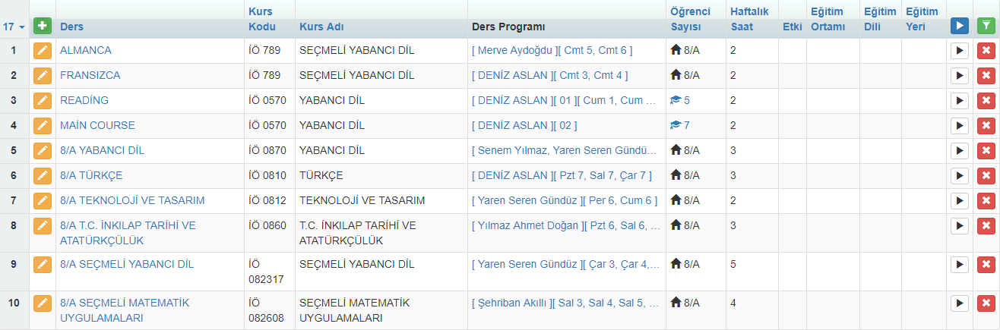 17 Ders Kurs Kodu Kurs Adı Ders Programı Öğrenci Sayısı Haftalık Saat Etki Eğitim Ortamı Eğitim Dili Eğitim Yeri
1 ALMANCA İÖ 789 SEÇMELİ YABANCI DİL [ Merve Aydoğdu ][ Cmt 5, Cmt 6 ] 8/A 2
2 FRANSIZCA İÖ 789 SEÇMELİ YABANCI DİL [ DENİZ ASLAN ][ Cmt 3, Cmt 4 ] 8/A 2
3 READİNG İÖ 0570 YABANCI DİL [ DENİZ ASLAN ][ 01 ][ Cum 1, Cum … 5 2
4 MAİN COURSE İÖ 0570 YABANCI DİL [ DENİZ ASLAN ][ 02 ] 7 2
5 8/A YABANCI DİL İÖ 0870 YABANCI DİL [ Senem Yılmaz, Yaren Seren Gündü… 8/A 3
6 8/A TÜRKÇE İÖ 0810 TÜRKÇE [ DENİZ ASLAN ][ Pzt 7, Sal 7, Çar 7 ] 8/A 3
7 8/A TEKNOLOJİ VE TASARIM İÖ 0812 TEKNOLOJİ VE TASARIM [ Yaren Seren Gündüz ][ Per 6, Cum 6 ] 8/A 2
8 8/A T.C. İNKILAP TARİHİ VE İÖ 0860 T.C. İNKILAP TARİHİ VE [ Yılmaz Ahmet Doğan ][ Pzt 6, Sal 6, … 8/A 3
ATATÜRKÇÜLÜK ATATÜRKÇÜLÜK
9 8/A SEÇMELİ YABANCI DİL İÖ SEÇMELİ YABANCI DİL [ Yaren Seren Gündüz ][ Çar 3, Çar 4,… 8/A 5
082317
10 8/A SEÇMELİ MATEMATİK İÖ SEÇMELİ MATEMATİK [ Şehriban Akıllı ][ Sal 3, Sal 4, Sal 5, … 8/A 4
UYGULAMALARI 082608 UYGULAMALARI